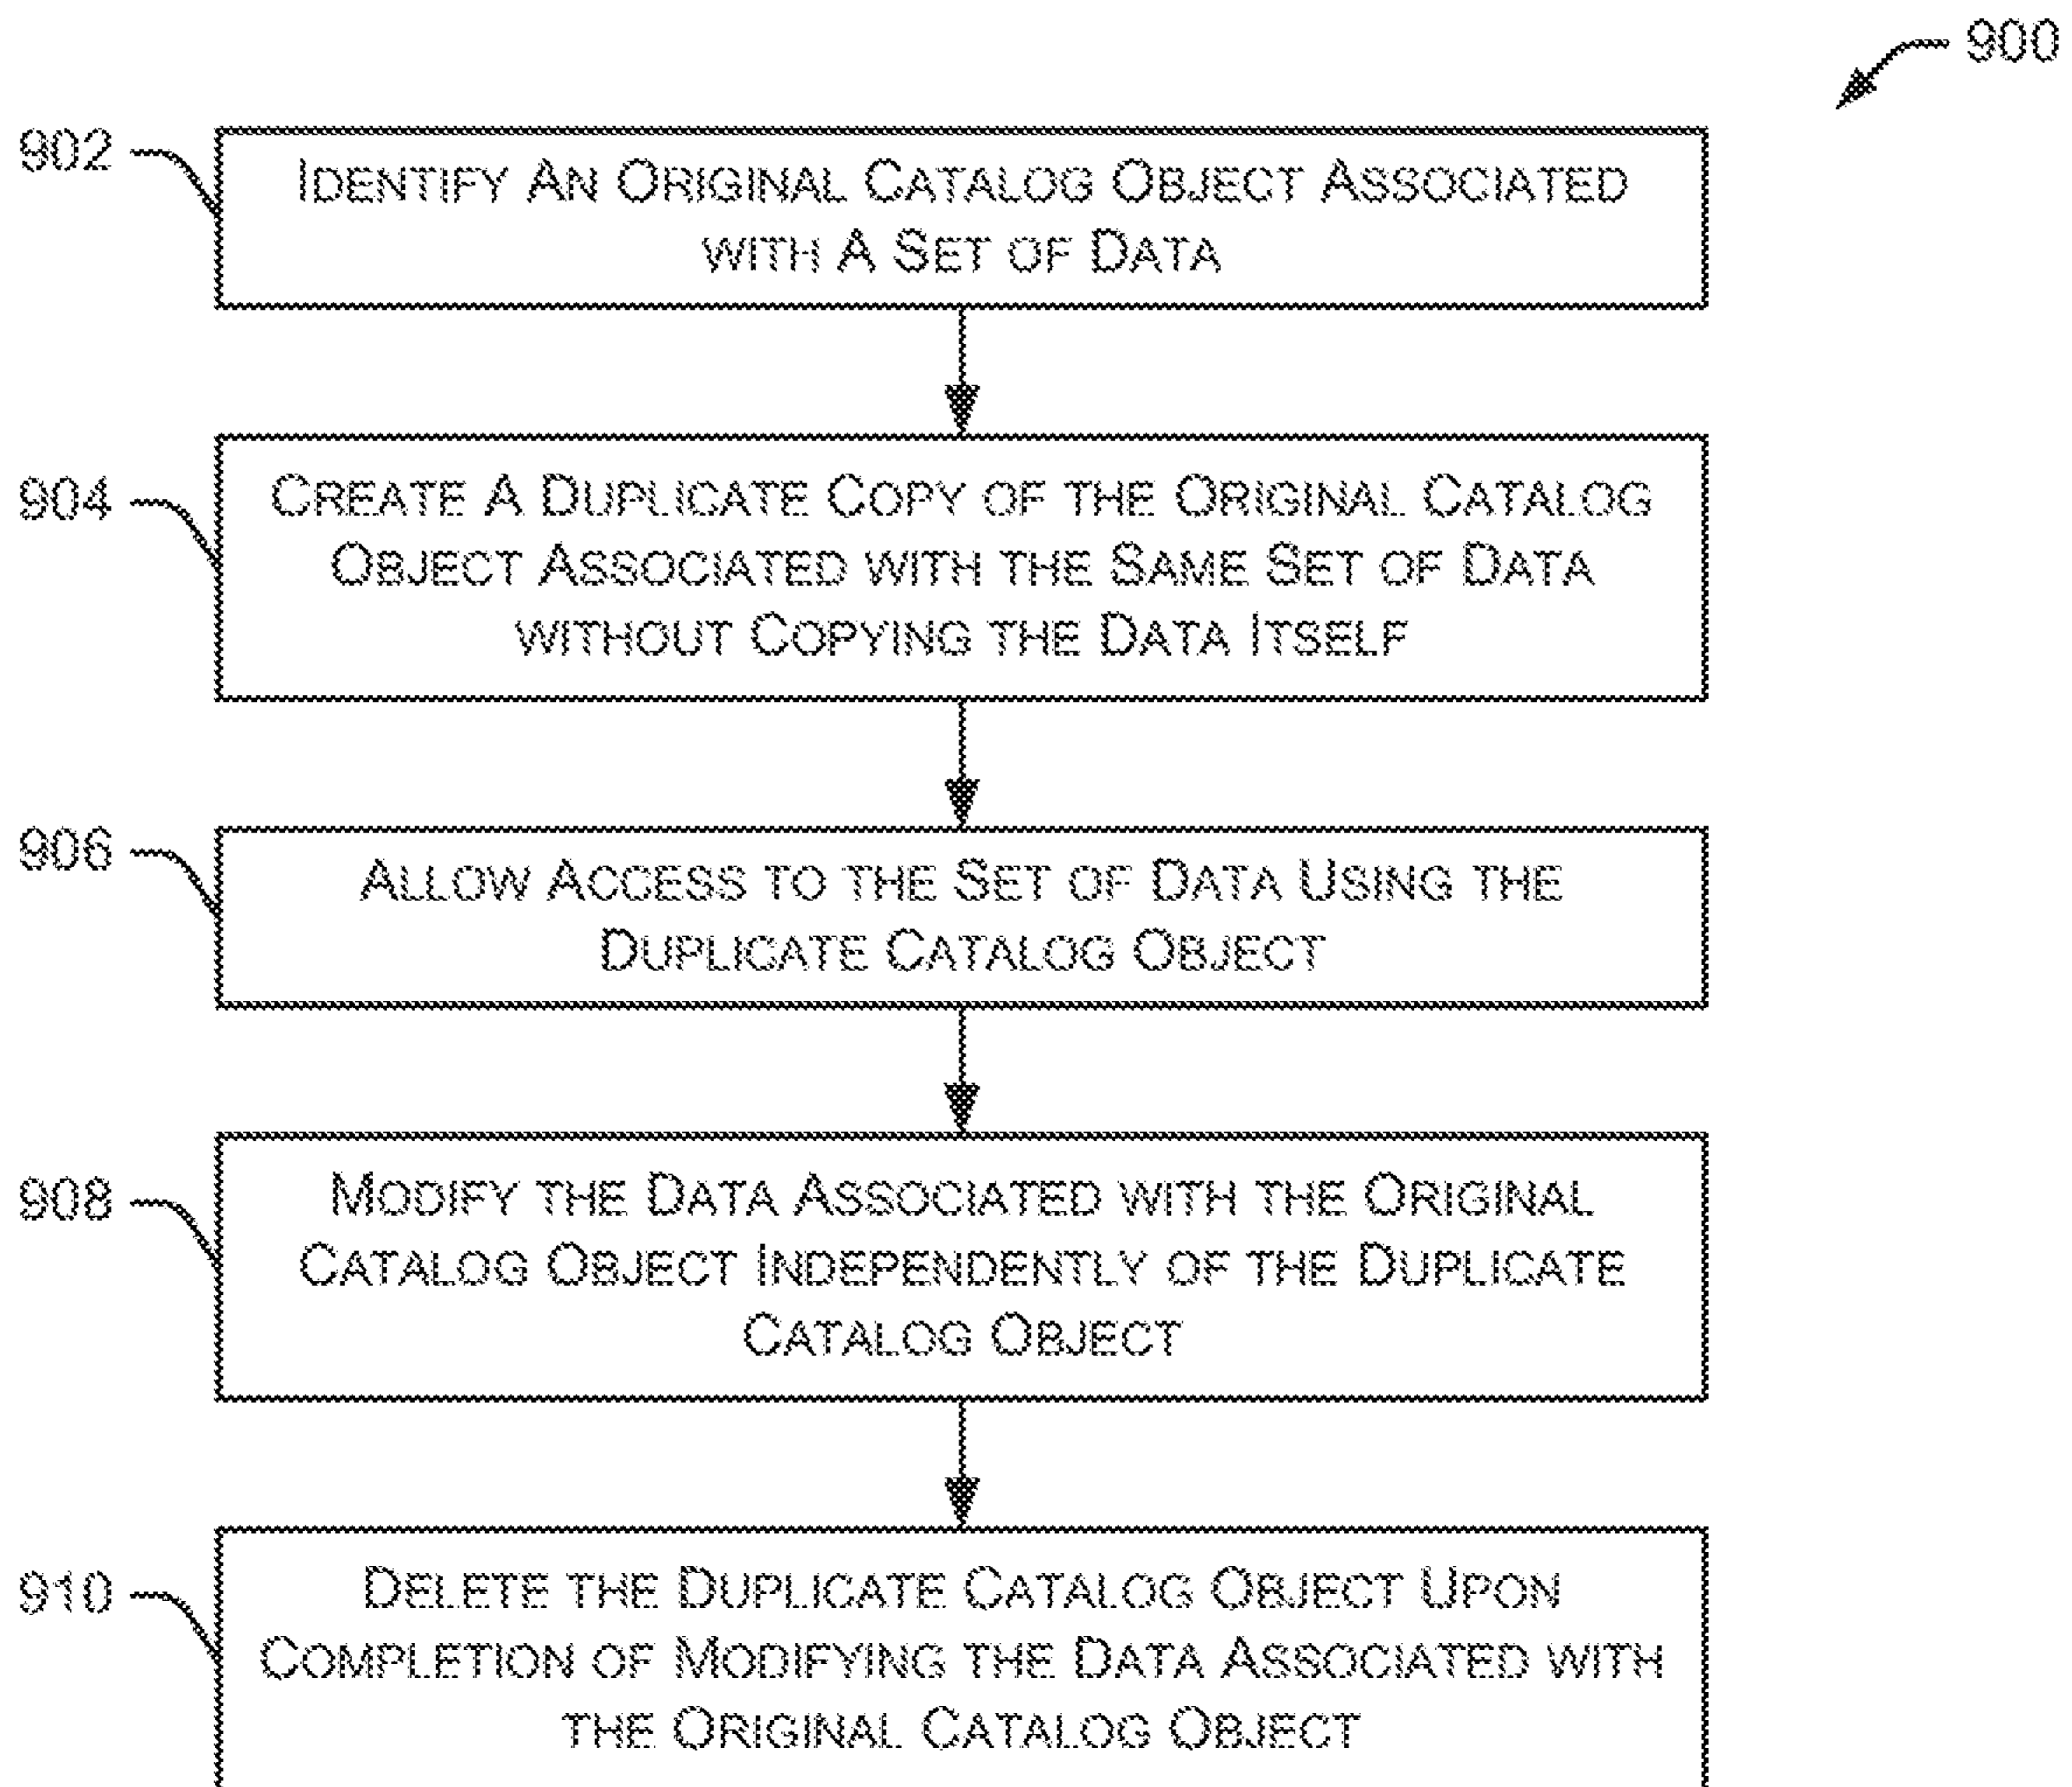 900
902
IDENTIFY AN ORIGINAL CATALOG OBJECT ASSOCIATED
WITH A SET OF DATA
904
CREATE A DUPLICATE COPY OF THE ORIGINAL CATALOG
OBJECT ASSOCIATED WITH THE SAME SET OF DATA
WITHOUT COPYING THE DATA ITSELF
906
ALLOW ACCESS TO THE SET OF DATA USING THE
DUPLICATE CATALOG OBJECT
908
MODIFY THE DATA ASSOCIATED WITH THE ORIGINAL
CATALOG OBJECT INDEPENDENTLY OF THE DUPLICATE
CATALOG OBJECT
910
DELETE THE DUPLICATE CATALOG OBJECT UPON
COMPLETION OF MODIFYING THE DATA ASSOCIATED WITH
THE ORIGINAL CATALOG OBJECT